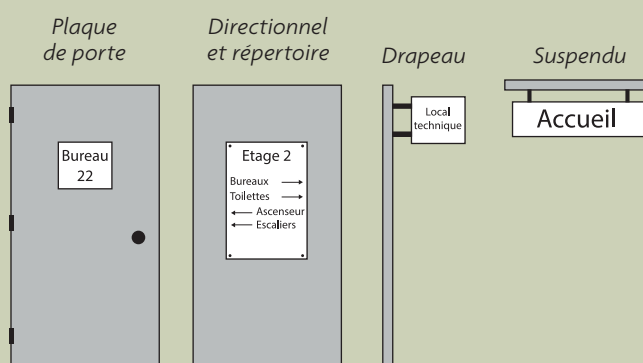 Plaque
de porte
Directionnel
et répertoire
Drapeau
Suspendu
Bureau
22
Etage 2
Bureaux
Toilettes
Ascenseur
Escaliers
Local
technique
Accueil